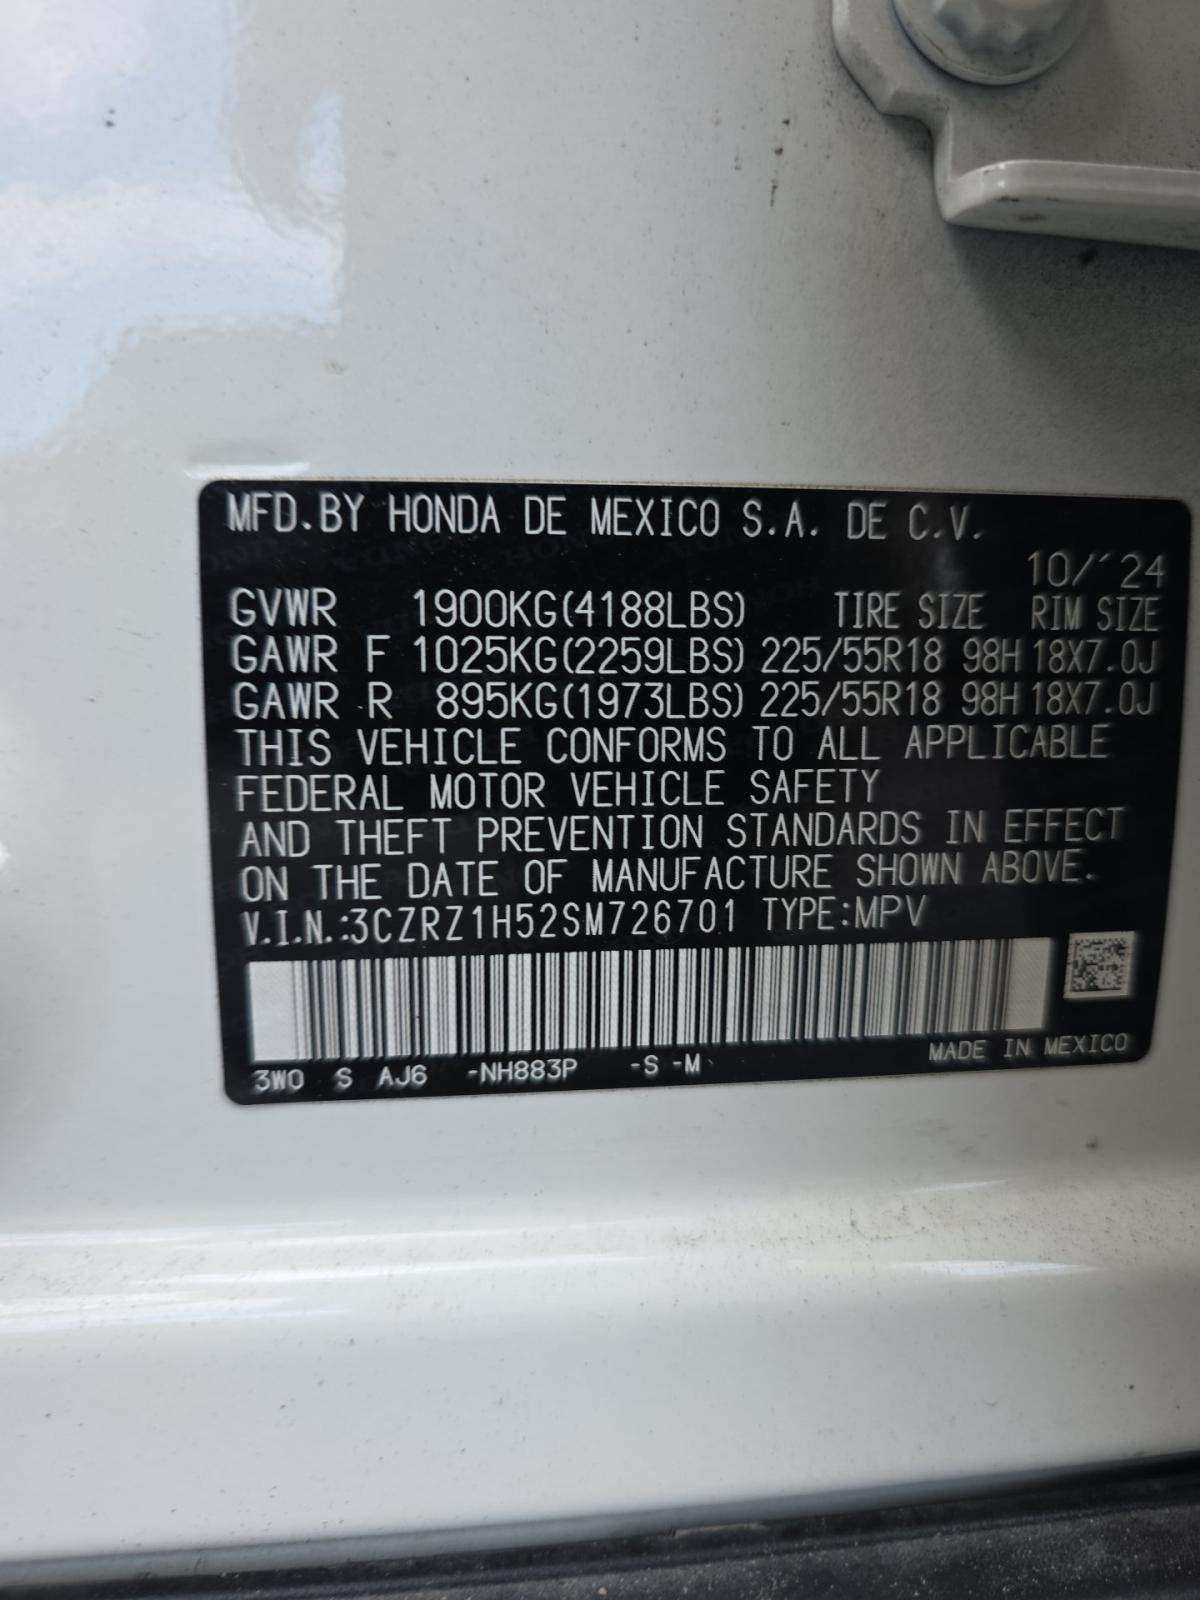 MFD.BY HONDA DE MEXICO S.A. DE C.V.
10/´24
GVWR 1900KG(4188LBS) TIRE SIZE RIM SIZE
GAWR F 1025KG(2259LBS) 225/55R18 98H 18X7.0J
GAWR R 895KG(1973LBS) 225/55R18 98H 18X7.0J
THIS VEHICLE CONFORMS TO ALL APPLICABLE
FEDERAL MOTOR VEHICLE SAFETY
AND THEFT PREVENTION STANDARDS IN EFFECT
ON THE DATE OF MANUFACTURE SHOWN ABOVE.
V.I.N.:3CZRZ1H52SM726701 TYPE:MPV
MADE IN MEXICO
3W0 S AJ6 -NH883P -S -M